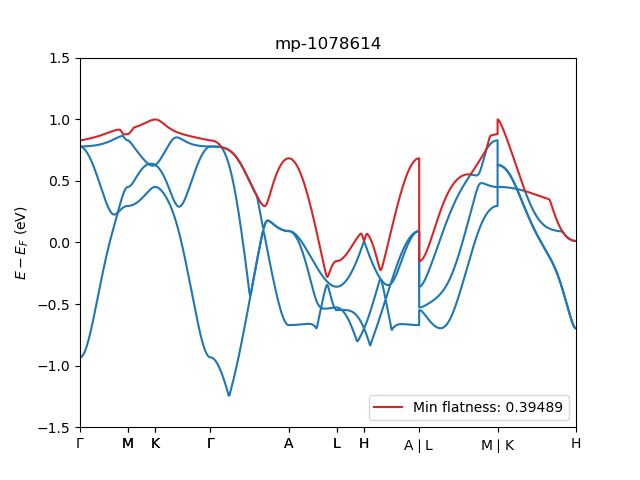 mp-1078614
E − E_F (eV)
1.5
1.0
0.5
0.0
−0.5
−1.0
−1.5
Min flatness: 0.39489
Γ M K Γ A L H A | L M | K H